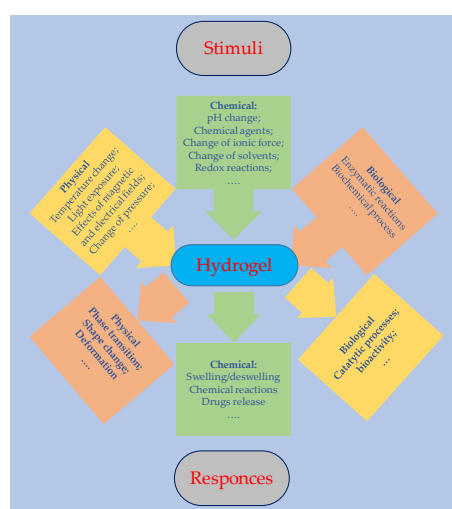 Stimuli
Chemical:
pH change;
Chemical agents;
Change of ionic force;
Change of solvents;
Redox reactions;
....
Physical
Temperature change;
Light exposure;
Effects of magnetic
and electrical fields;
Change of pressure;
....
Biological
Enzymatic reactions
Biochemical process
....
Hydrogel
Physical
Phase transition;
Shape change;
Deformation
....
Chemical:
Swelling/deswelling
Chemical reactions
Drugs release
....
Biological
Catatytic processes;
bioactivity;
...
Responces